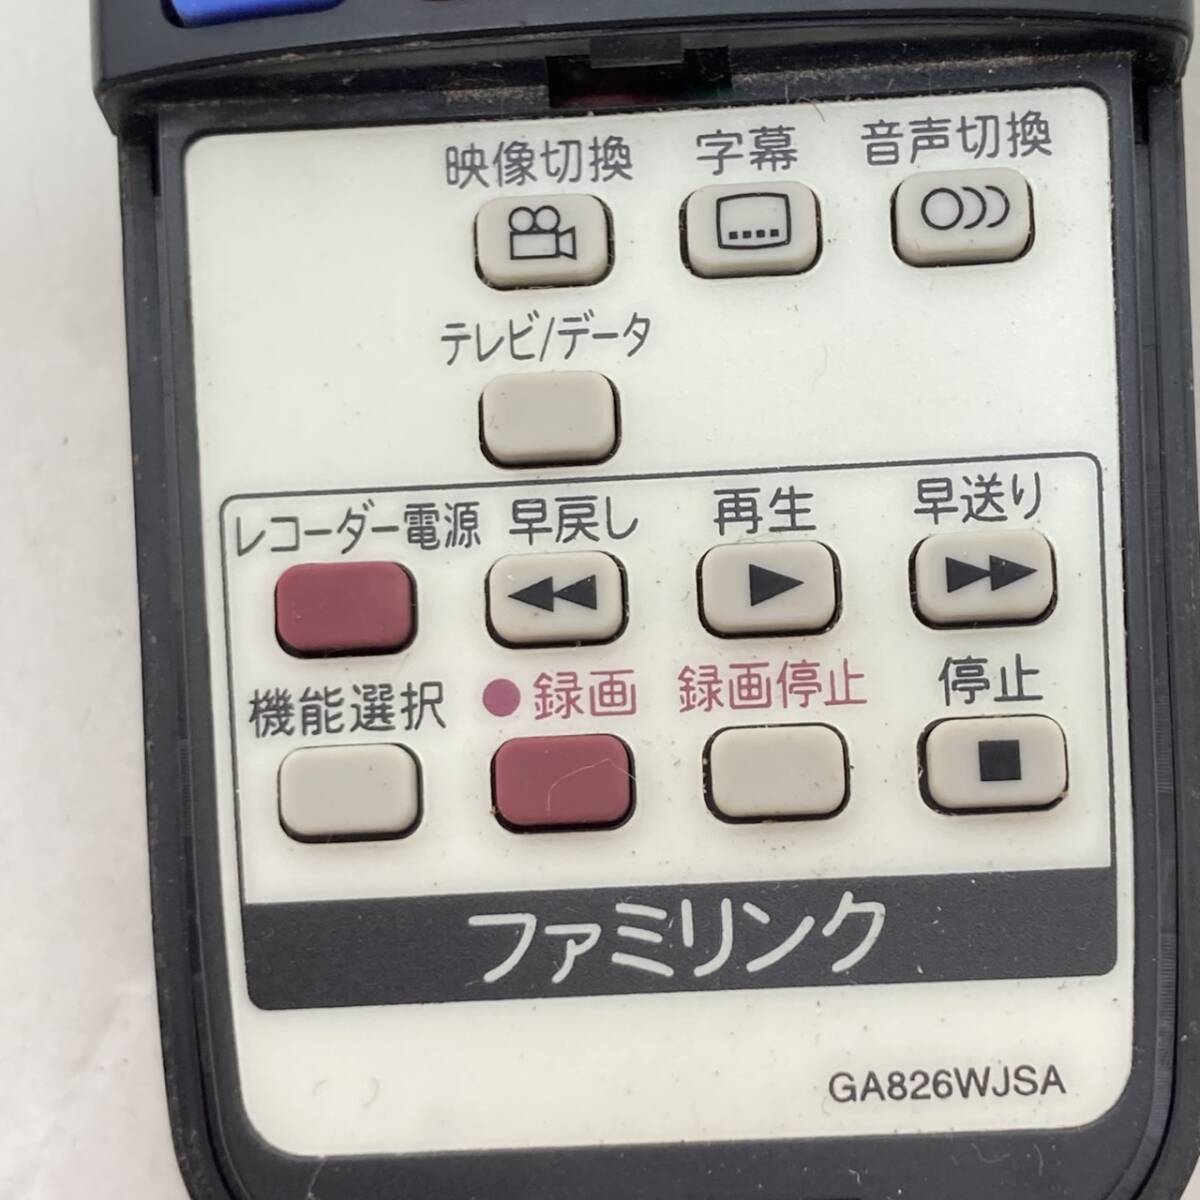 映像切換 字幕 音声切換
テレビ/データ
レコーダー電源 早戻し 再生 早送り
機能選択 ●録画 録画停止 停止
ファミリンク
GA826WJSA